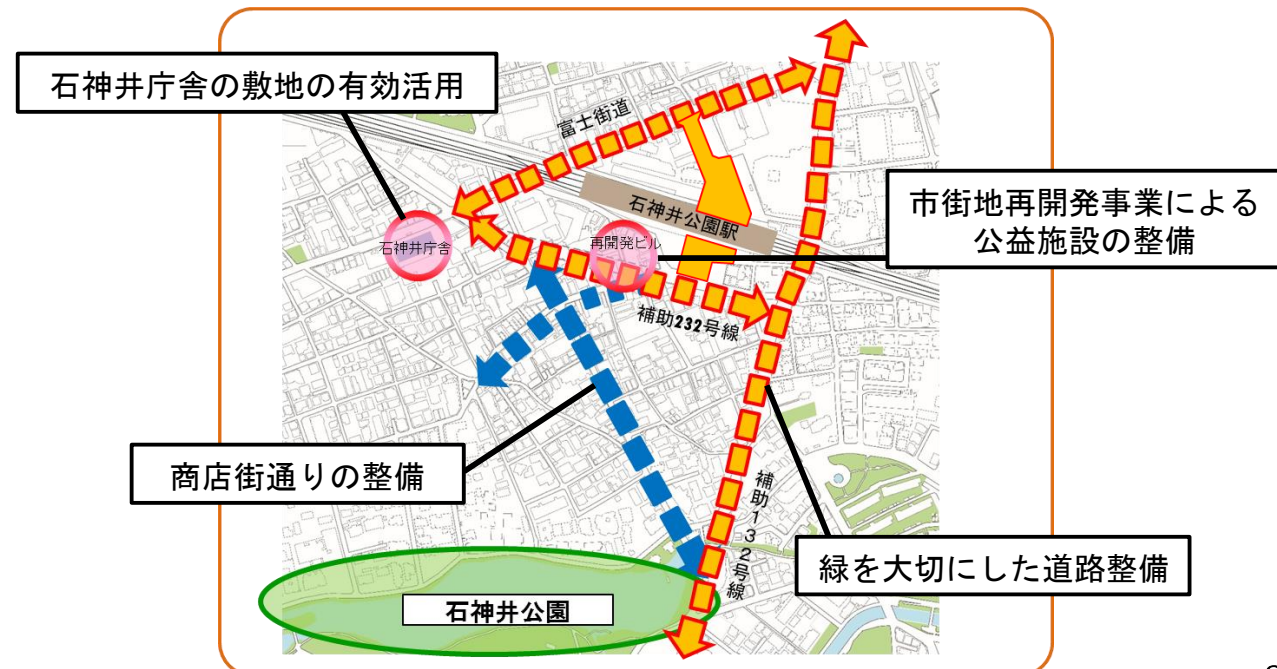 石神井庁舎の敷地の有効活用
富士街道
石神井公園駅
市街地再開発事業による
公益施設の整備
石神井庁舎
再開発ビル
補助232号線
商店街通りの整備
補助132号線
緑を大切にした道路整備
石神井公園